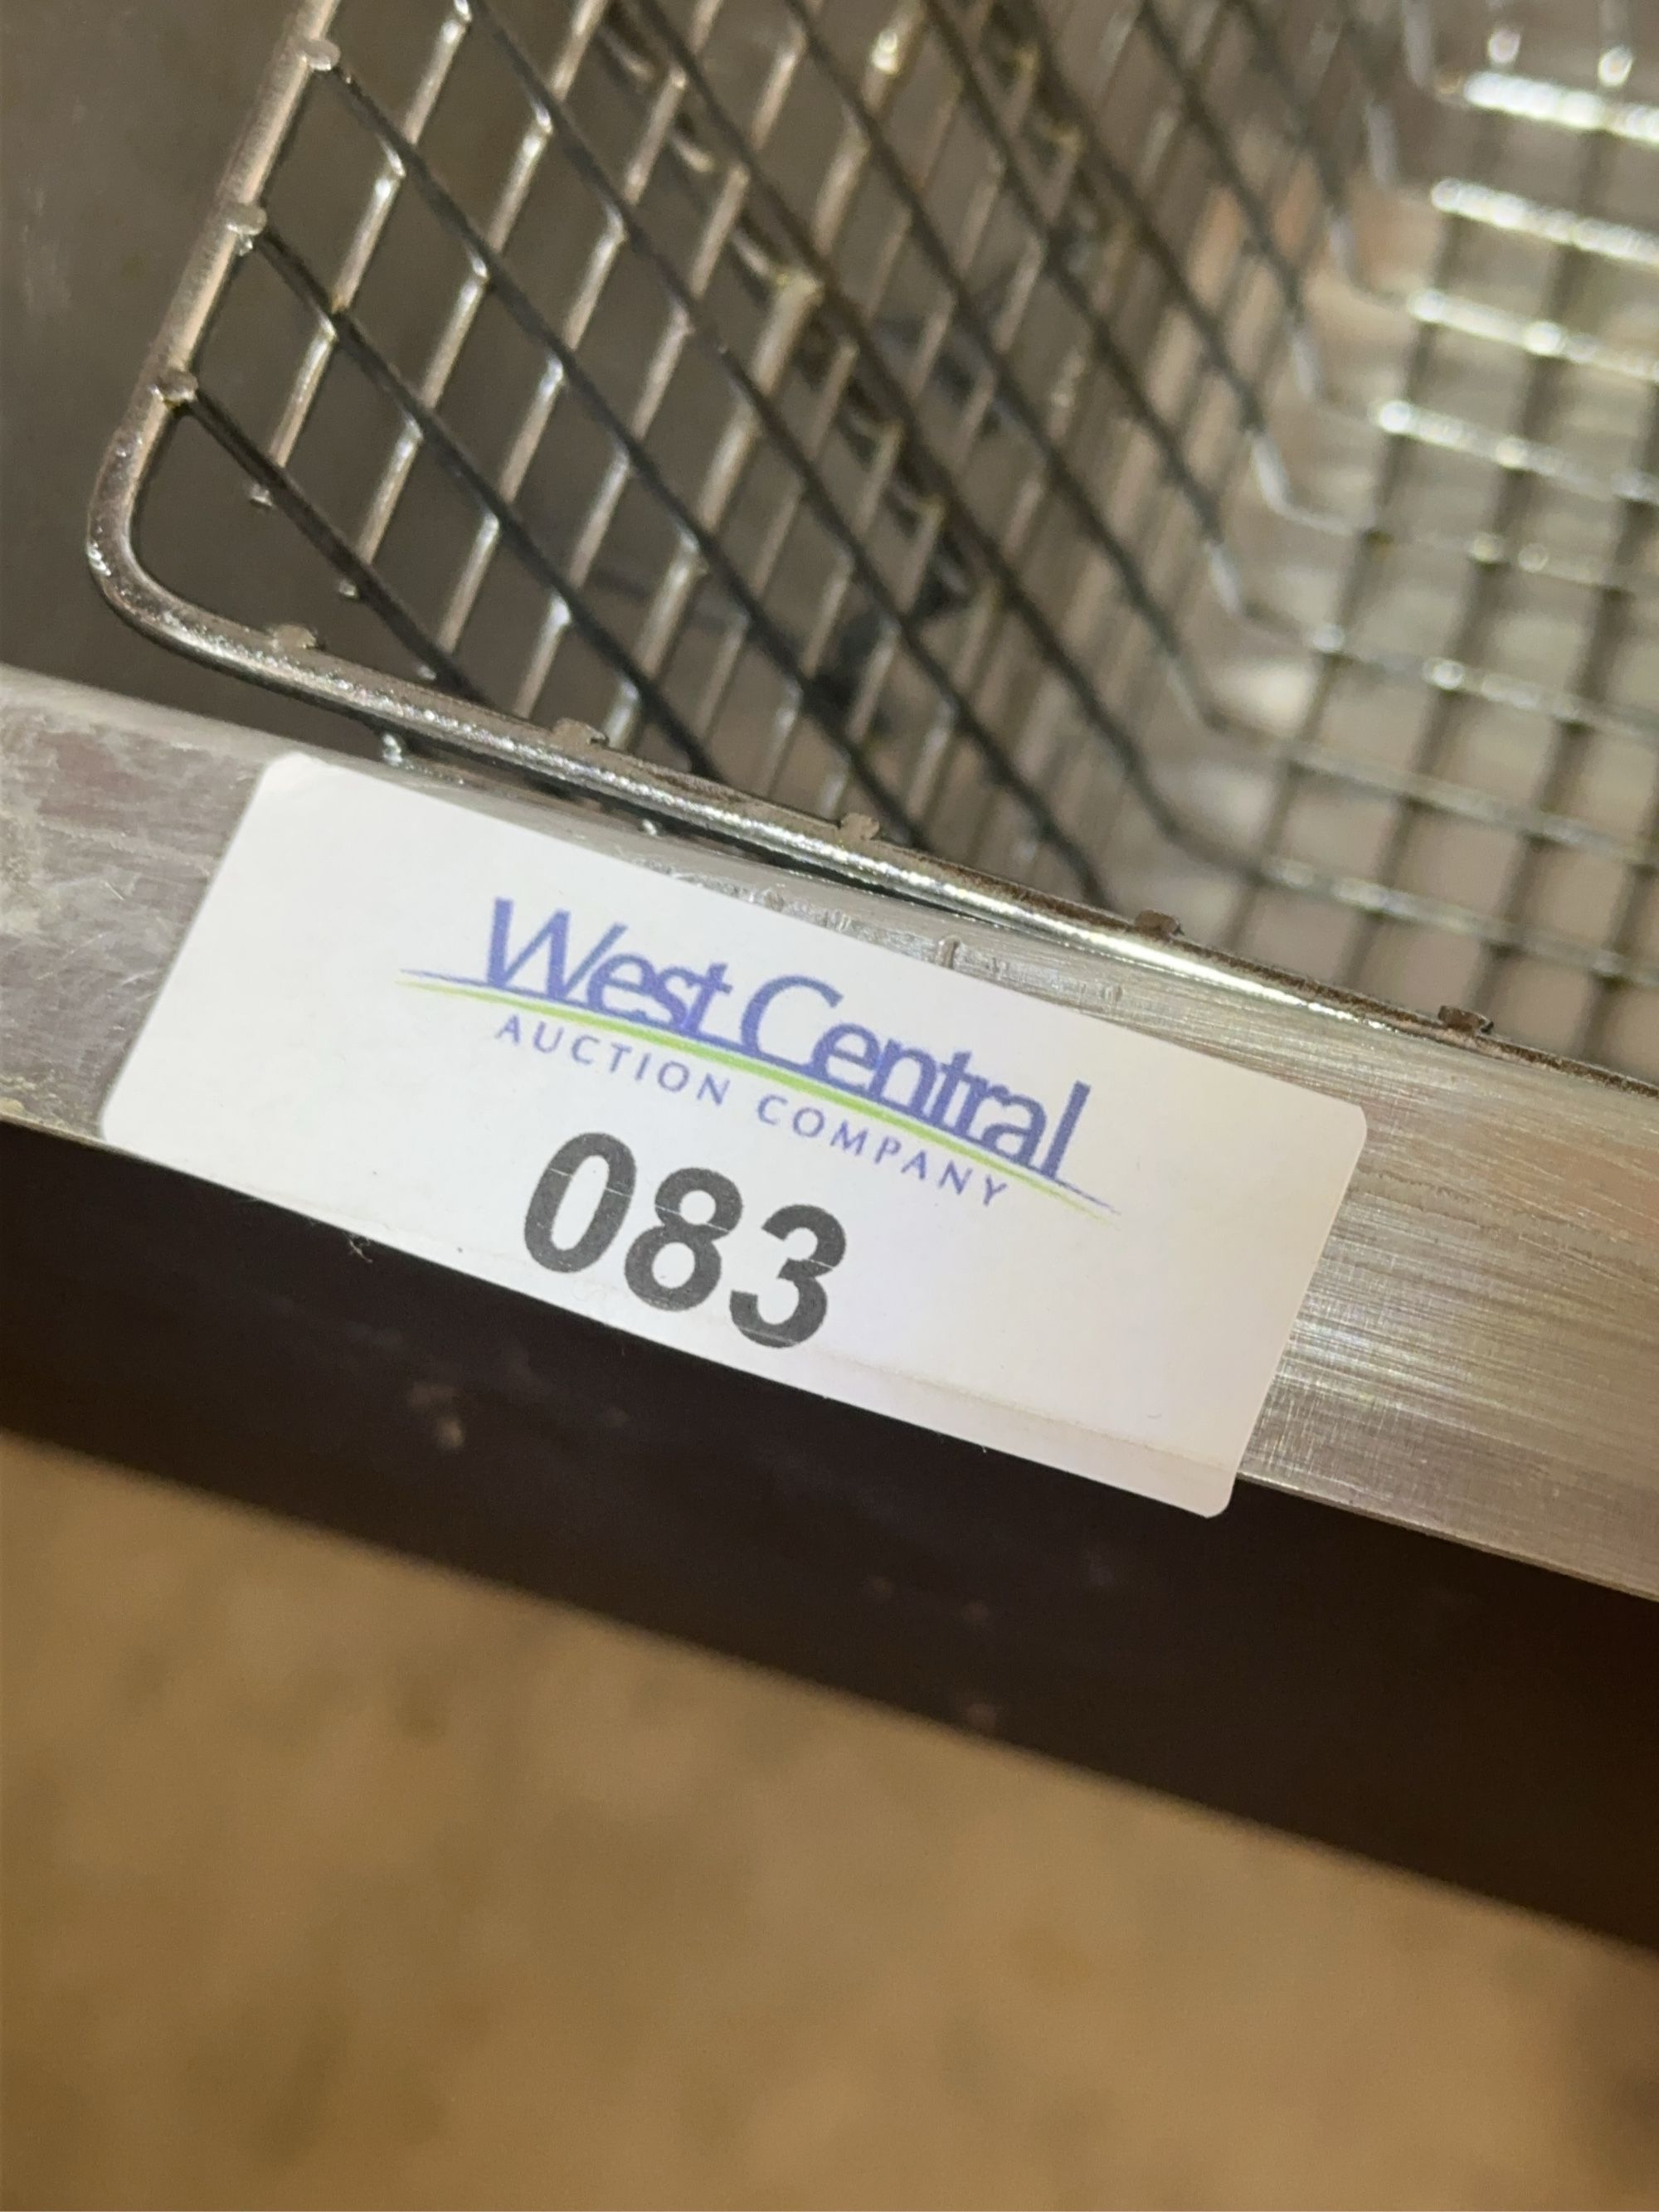 West Central
AUCTION COMPANY
083